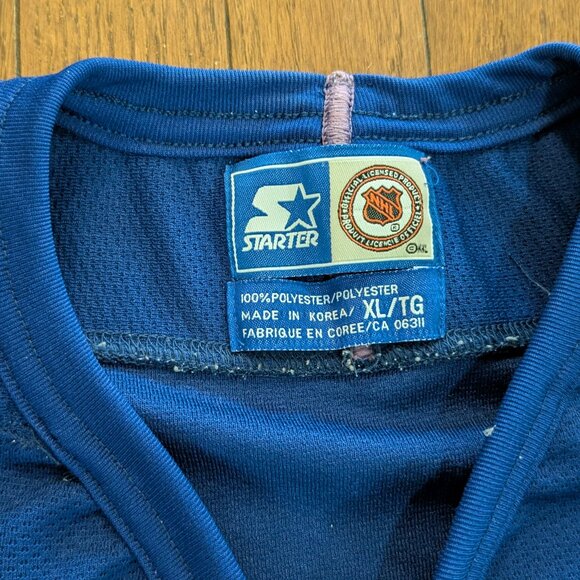 OFFICIAL LICENSED PRODUCT
NHL
PRODUIT LICENCIE OFFICIEL
STARTER
100% POLYESTER/POLYESTER
MADE IN KOREA/ XL/TG
FABRIQUE EN COREE/CA 06311